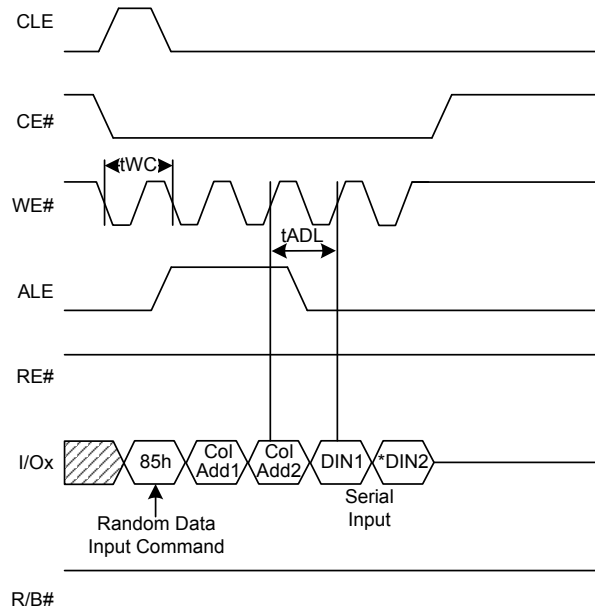 CLE
CE#
tWC
WE#
tADL
ALE
RE#
I/Ox
85h
Col
Add1
Col
Add2
DIN1
*DIN2
Serial
Input
Random Data
Input Command
R/B#